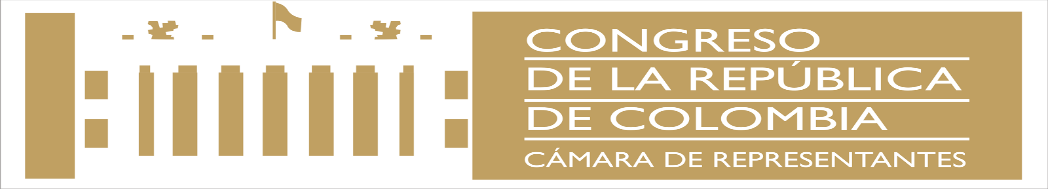 CONGRESO
DE LA REPÚBLICA
DE COLOMBIA
CÁMARA DE REPRESENTANTES